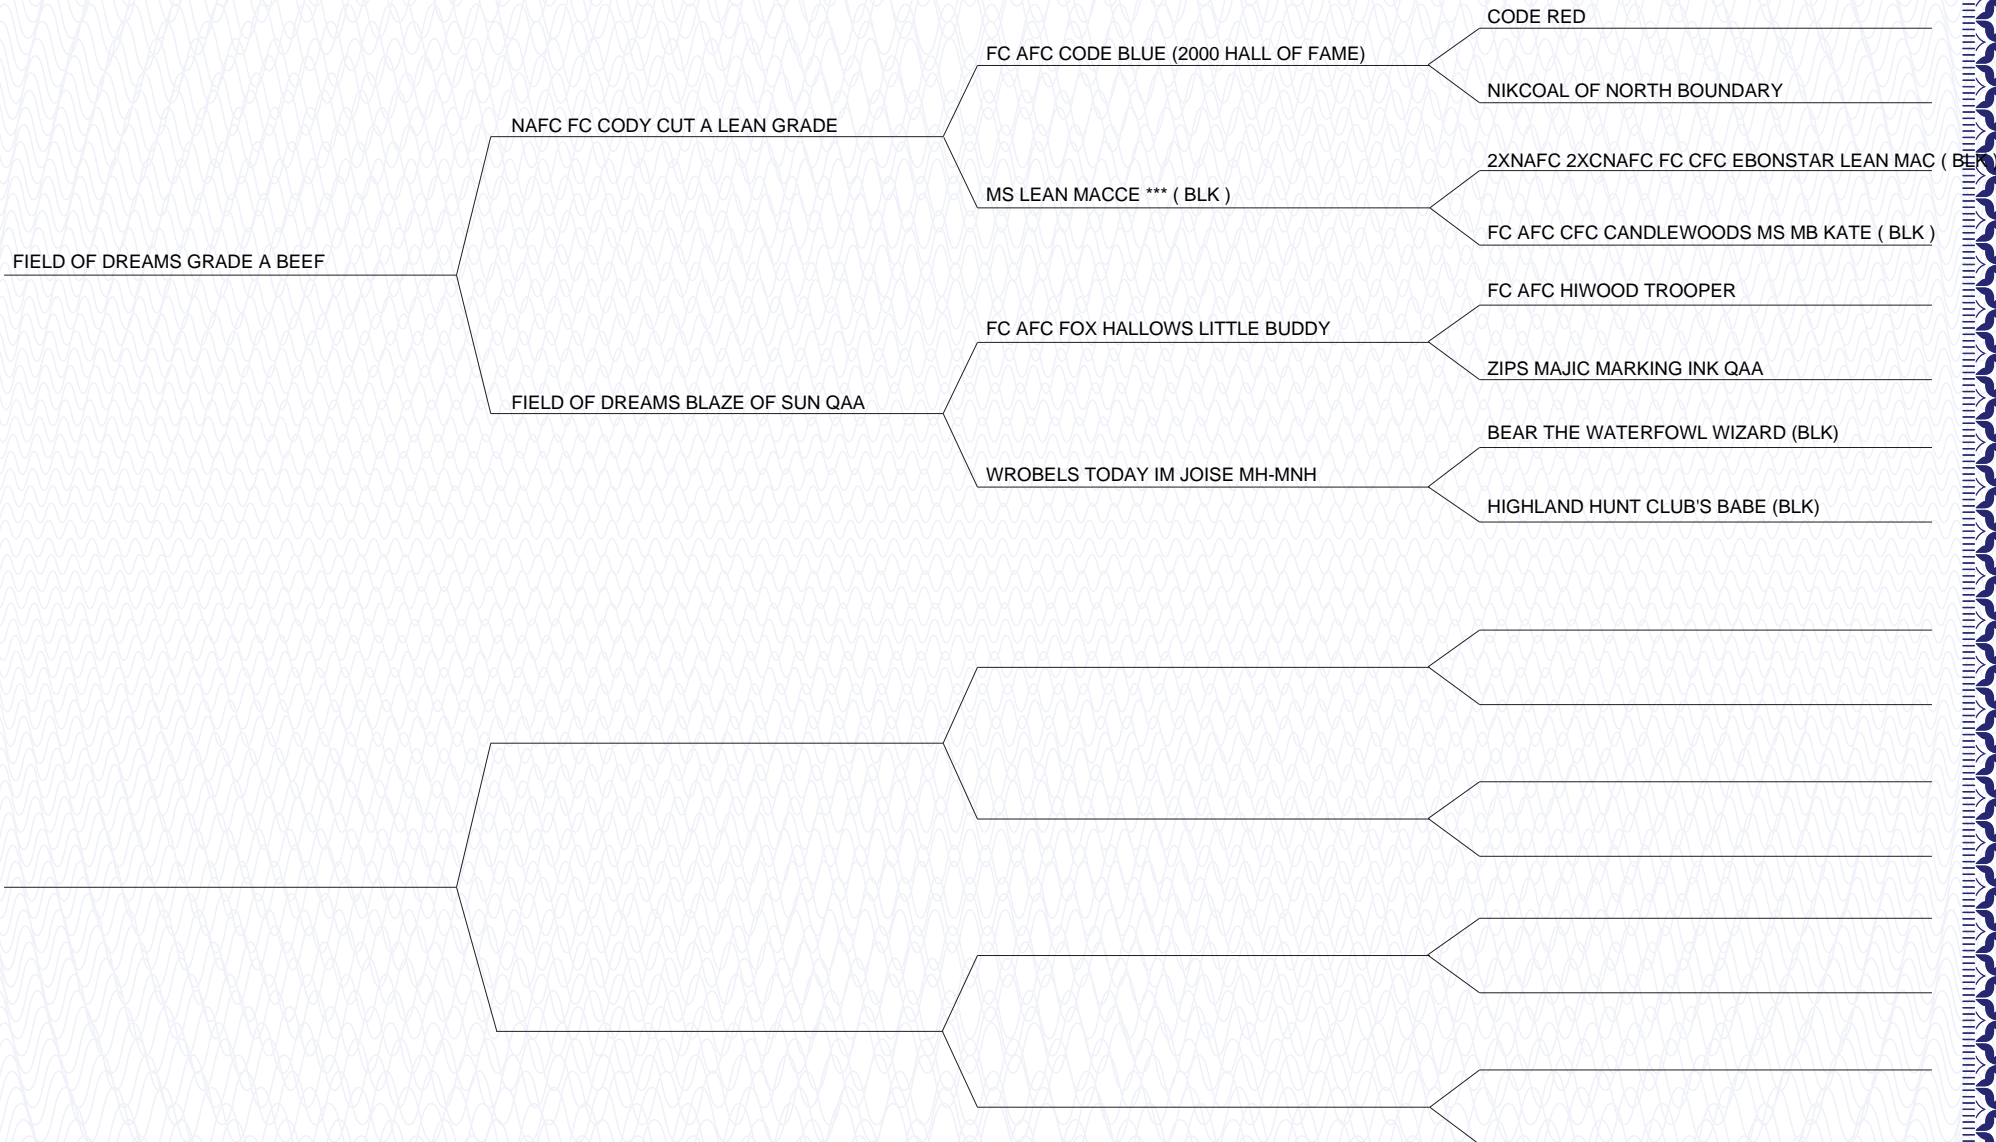 CODE RED
FC AFC CODE BLUE (2000 HALL OF FAME)
NIKCOAL OF NORTH BOUNDARY
NAFC FC CODY CUT A LEAN GRADE
2XNAFC 2XCNAFC FC CFC EBONSTAR LEAN MAC ( BLK )
MS LEAN MACCE *** ( BLK )
FC AFC CFC CANDLEWOODS MS MB KATE ( BLK )
FIELD OF DREAMS GRADE A BEEF
FC AFC HIWOOD TROOPER
FC AFC FOX HALLOWS LITTLE BUDDY
ZIPS MAJIC MARKING INK QAA
FIELD OF DREAMS BLAZE OF SUN QAA
BEAR THE WATERFOWL WIZARD (BLK)
WROBELS TODAY IM JOISE MH-MNH
HIGHLAND HUNT CLUB'S BABE (BLK)